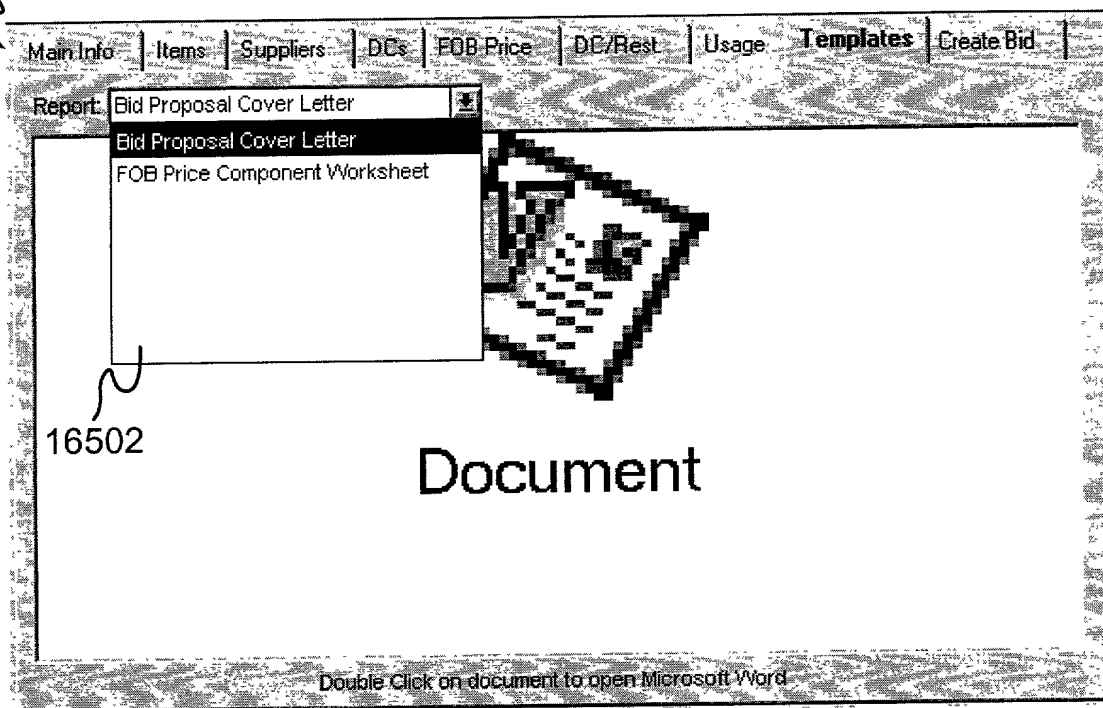 Main Info Items Suppliers DCs FOB Price DC/Rest. Usage Templates Create Bid
Report: Bid Proposal Cover Letter
Bid Proposal Cover Letter
FOB Price Component Worksheet
16502
Document
Double Click on document to open Microsoft Word